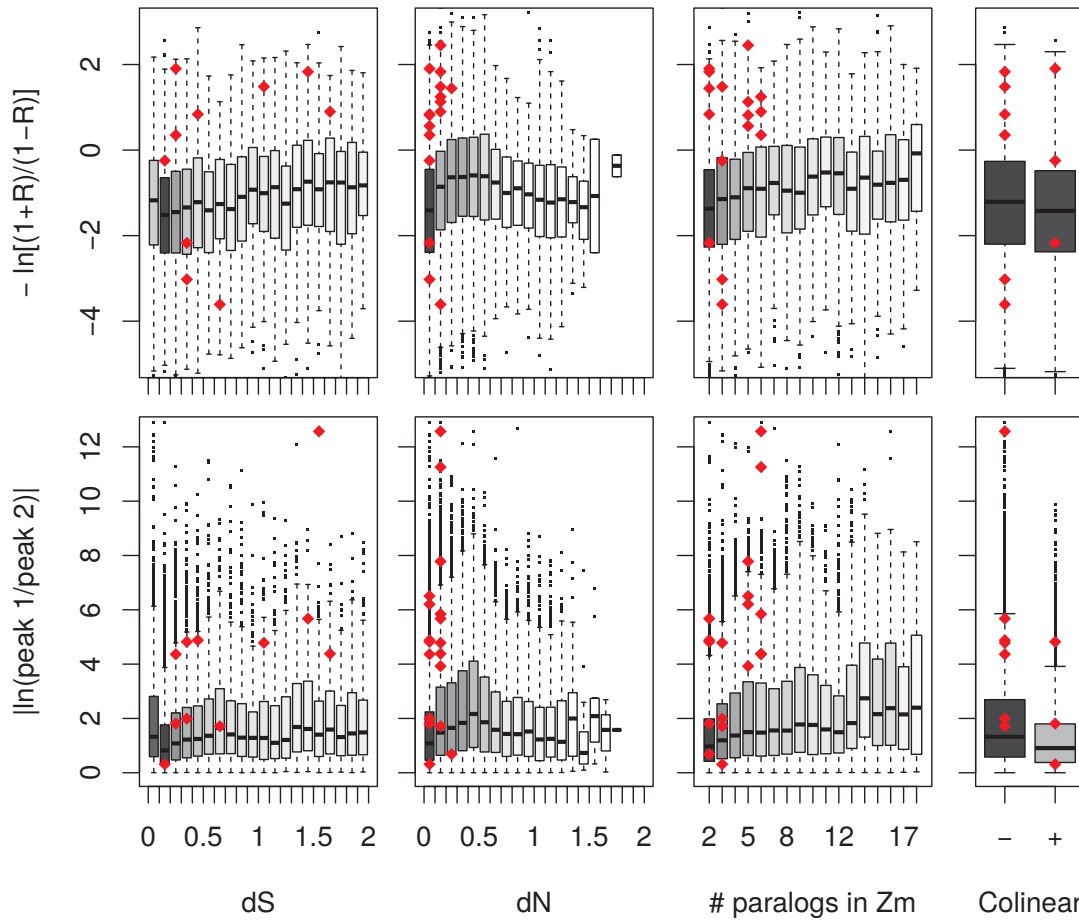 − ln[(1+R)/(1−R)]
2
0
−2
−4
|ln(peak 1/peak 2)|
12
10
8
6
4
2
0
0 0.5 1 1.5 2
0 0.5 1 1.5 2
2 5 8 12 17
− +
dS
dN
# paralogs in Zm
Colinear